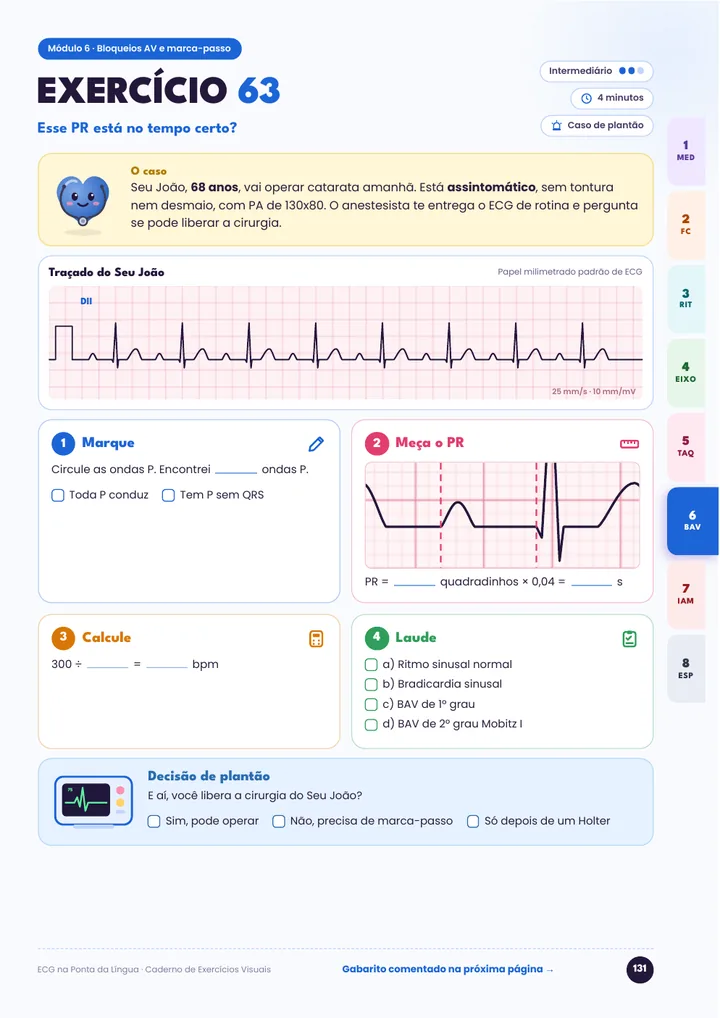 Módulo 6 · Bloqueios AV e marca-passo
EXERCÍCIO 63
Esse PR está no tempo certo?
Intermediário
4 minutos
Caso de plantão
O caso
Seu João, 68 anos, vai operar catarata amanhã. Está assintomático, sem tontura
nem desmaio, com PA de 130x80. O anestesista te entrega o ECG de rotina e pergunta
se pode liberar a cirurgia.
Traçado do Seu João
Papel milimetrado padrão de ECG
DII
25 mm/s · 10 mm/mV
1 Marque
Circule as ondas P. Encontrei ______ ondas P.
Toda P conduz
Tem P sem QRS
2 Meça o PR
PR = ______ quadradinhos × 0,04 = ______ s
3 Calcule
300 ÷ ______ = ______ bpm
4 Laude
a) Ritmo sinusal normal
b) Bradicardia sinusal
c) BAV de 1º grau
d) BAV de 2º grau Mobitz I
Decisão de plantão
E aí, você libera a cirurgia do Seu João?
Sim, pode operar
Não, precisa de marca-passo
Só depois de um Holter
1
MED
2
FC
3
RIT
4
EIXO
5
TAQ
6
BAV
7
IAM
8
ESP
ECG na Ponta da Língua · Caderno de Exercícios Visuais
Gabarito comentado na próxima página →
131